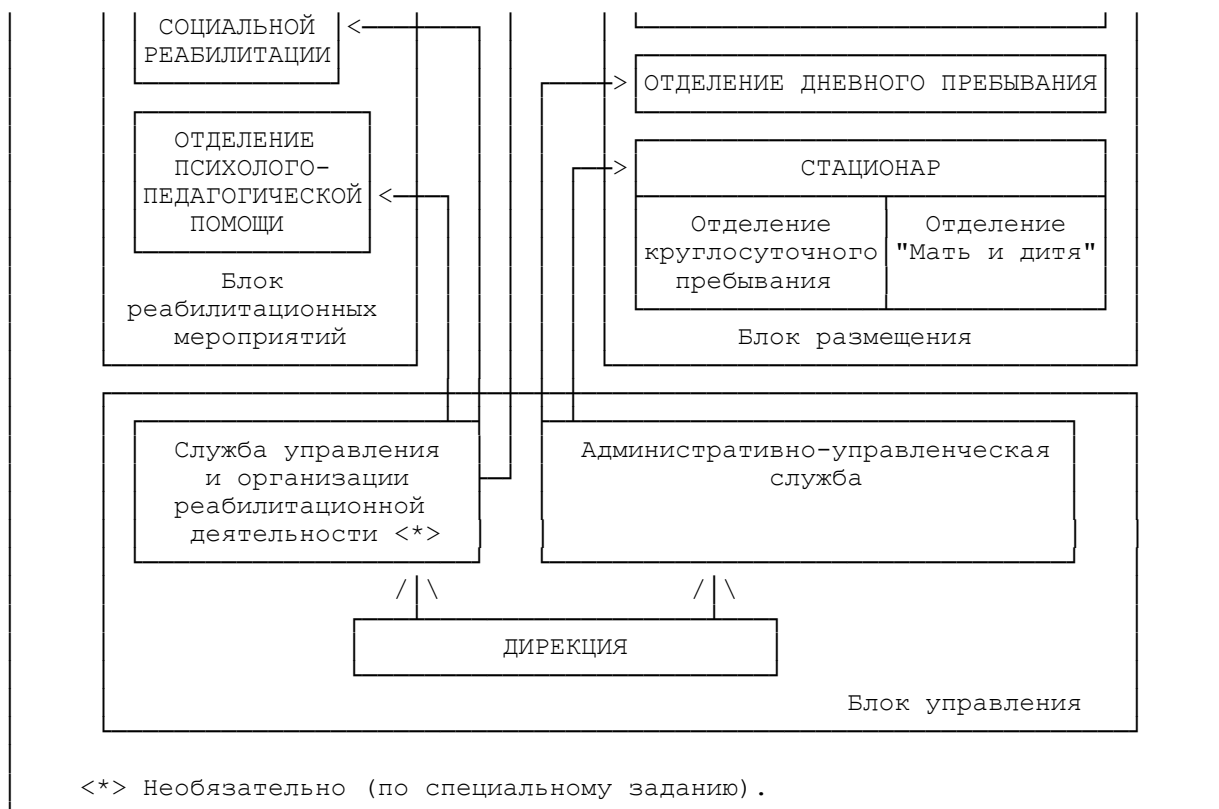 СОЦИАЛЬНОЙ
РЕАБИЛИТАЦИИ
ОТДЕЛЕНИЕ ДНЕВНОГО ПРЕБЫВАНИЯ
ОТДЕЛЕНИЕ
ПСИХОЛОГО-
ПЕДАГОГИЧЕСКОЙ
ПОМОЩИ
СТАЦИОНАР
Отделение
круглосуточного
пребывания
Отделение
"Мать и дитя"
Блок
реабилитационных
мероприятий
Блок размещения
Служба управления
и организации
реабилитационной
деятельности <*>
Административно-управленческая
служба
ДИРЕКЦИЯ
Блок управления
<*> Необязательно (по специальному заданию).